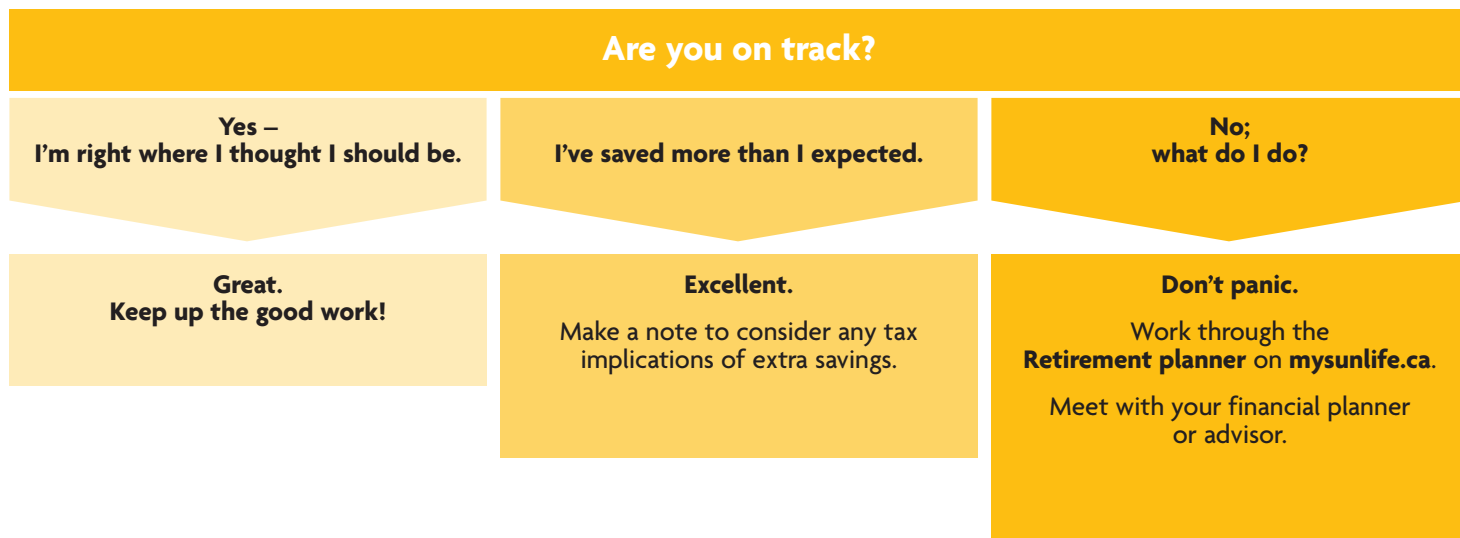 Are you on track?
Yes –
I’m right where I thought I should be.
I’ve saved more than I expected.
No;
what do I do?
Great.
Keep up the good work!
Excellent.
Make a note to consider any tax
implications of extra savings.
Don’t panic.
Work through the
Retirement planner on mysunlife.ca.
Meet with your financial planner
or advisor.